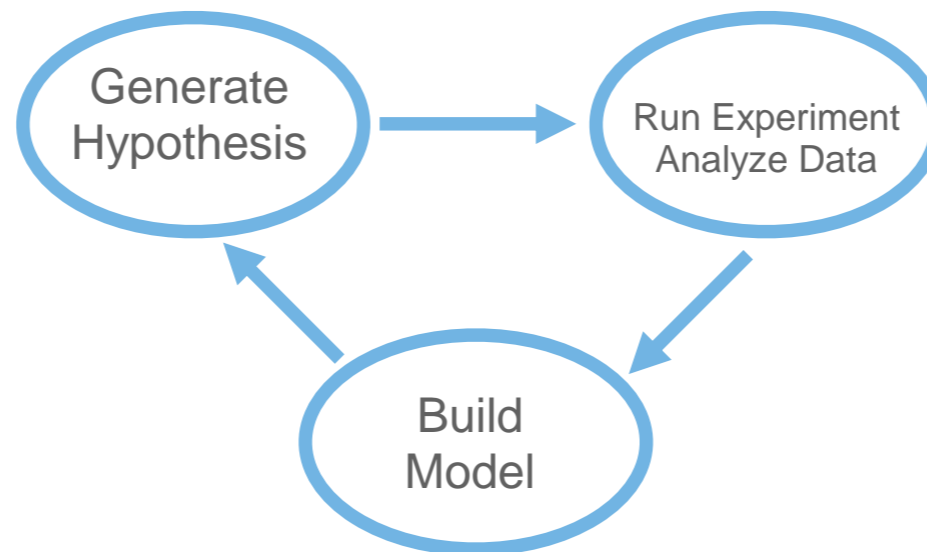 Generate
Hypothesis
Run Experiment
Analyze Data
Build
Model